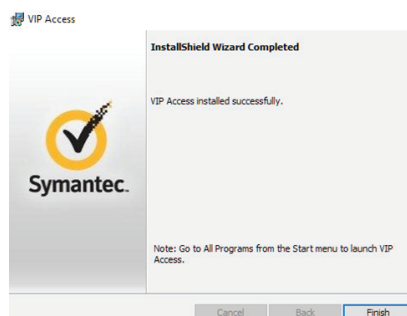 VIP Access
InstallShield Wizard Completed
VIP Access installed successfully.
Symantec.
Note: Go to All Programs from the Start menu to launch VIP
Access.
Cancel Back Finish